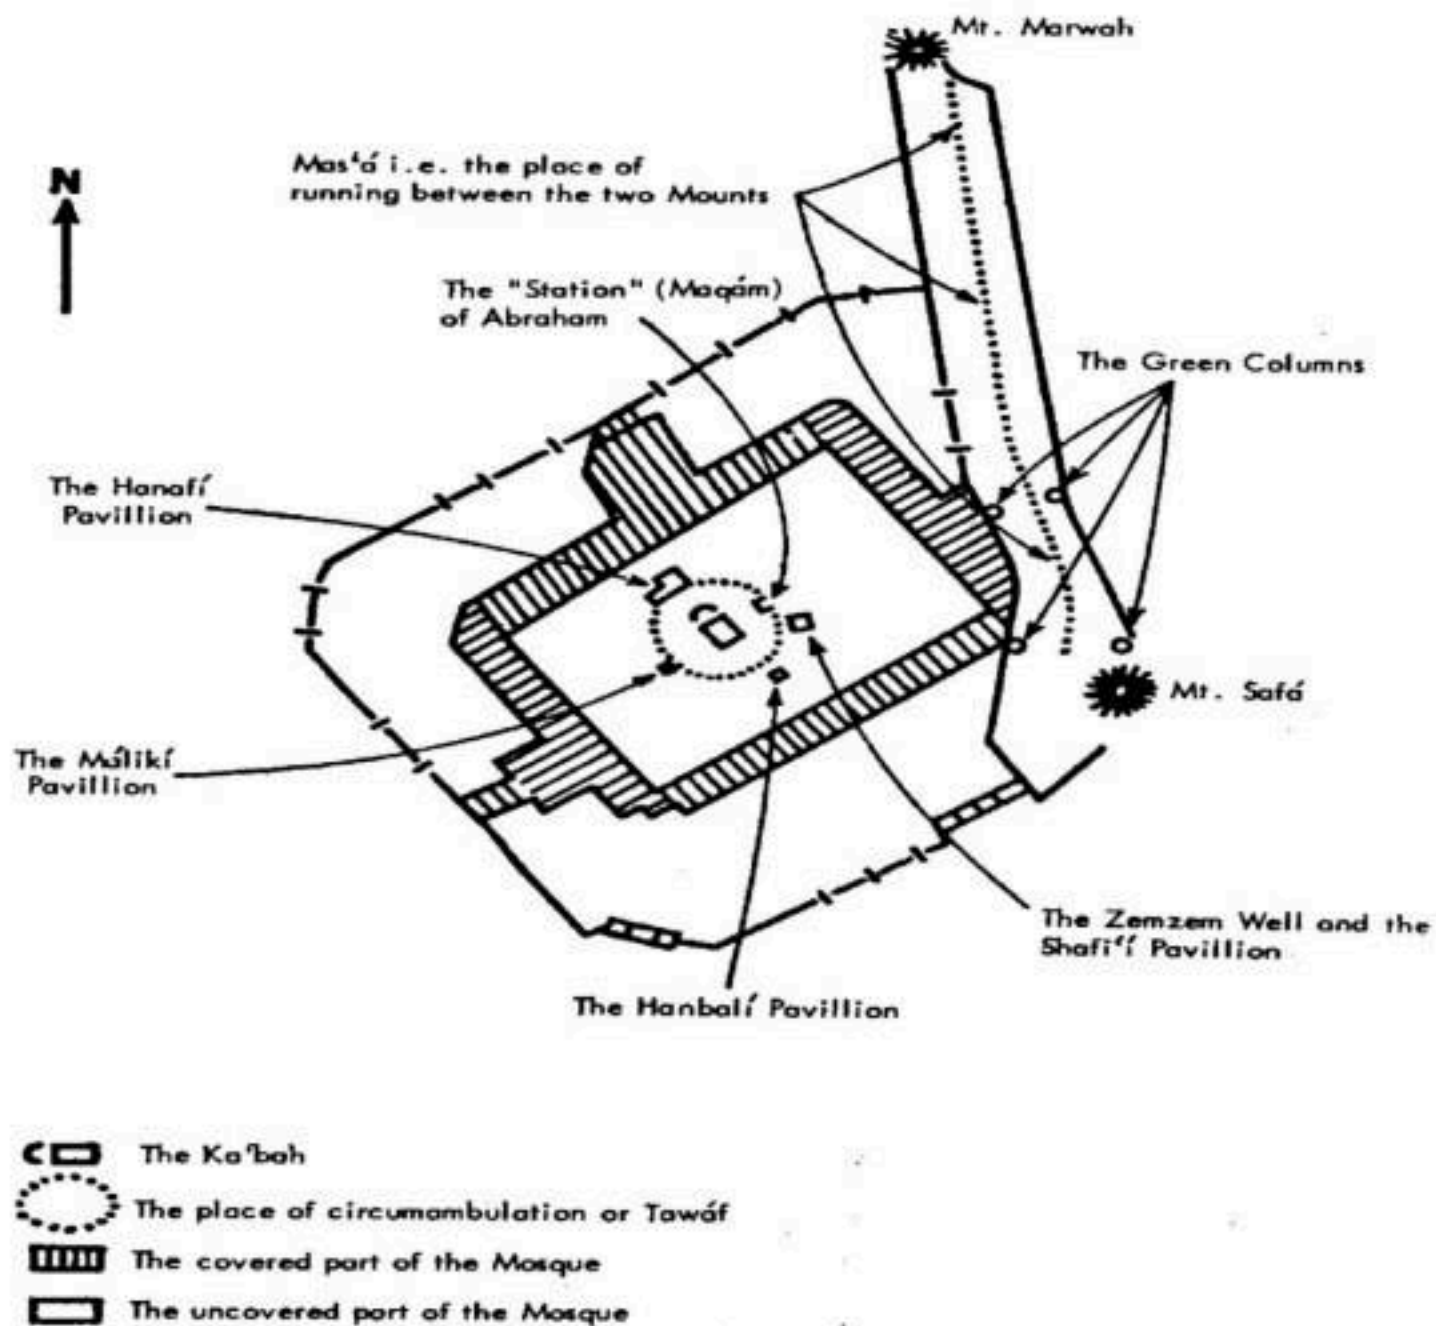 Mt. Marwah
N
Mas‘á i.e. the place of
running between the two Mounts
The "Station" (Maqám)
of Abraham
The Green Columns
The Hanafí
Pavillion
Mt. Safá
The Málikí
Pavillion
The Zemzem Well and the
Shafi‘í Pavillion
The Hanbalí Pavillion
The Ka‘bah
The place of circumambulation or Tawáf
The covered part of the Mosque
The uncovered part of the Mosque